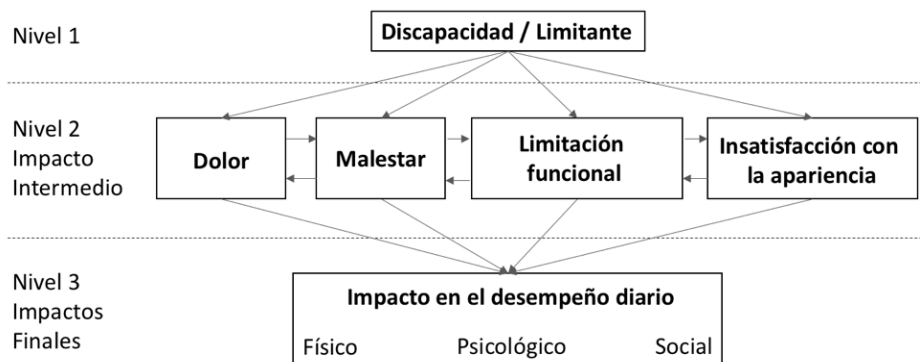 Nivel 1
Discapacidad / Limitante
Nivel 2
Impacto
Intermedio
Dolor
Malestar
Limitación
funcional
Insatisfacción con
la apariencia
Nivel 3
Impactos
Finales
Impacto en el desempeño diario
Físico Psicológico Social